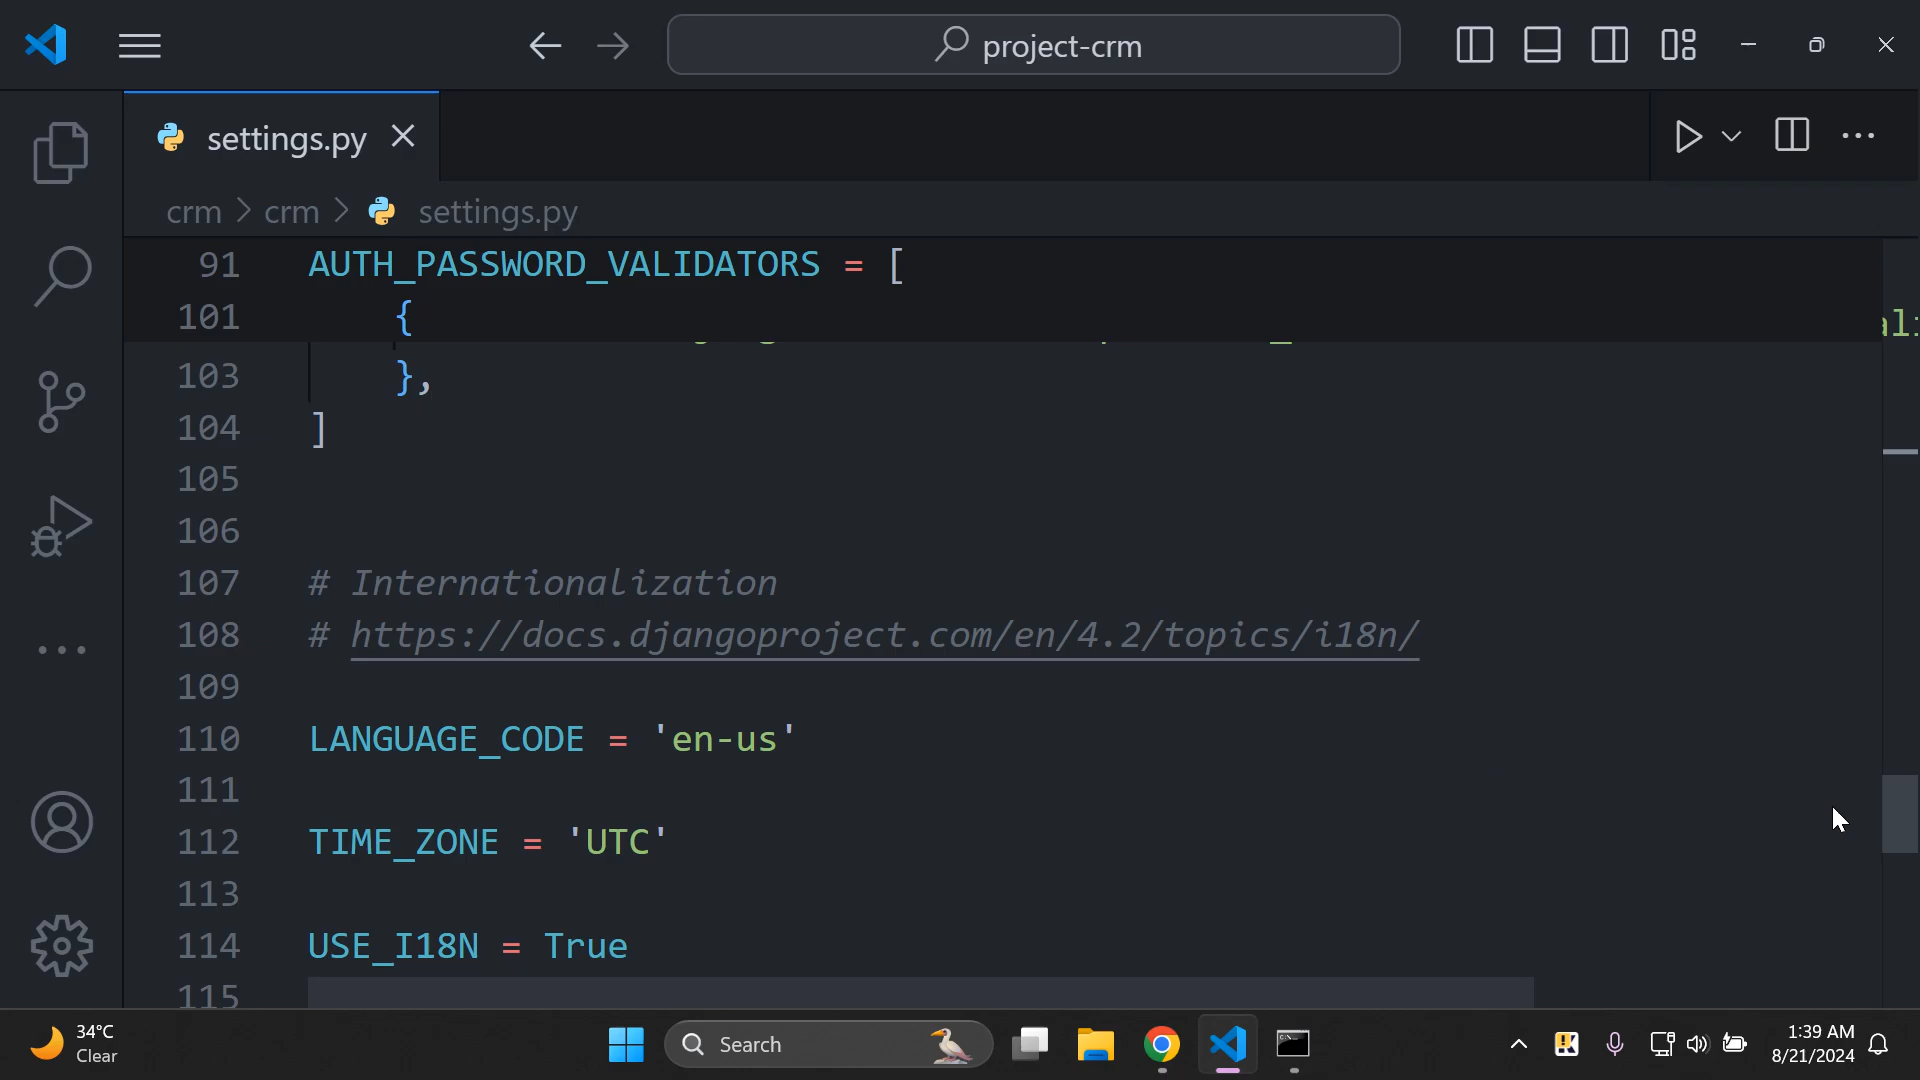 project-crm
settings.py
crm > crm > settings.py
91 AUTH_PASSWORD_VALIDATORS = [
101 {
103 },
104 ]
105
106
107 # Internationalization
108 # https://docs.djangoproject.com/en/4.2/topics/i18n/
109
110 LANGUAGE_CODE = 'en-us'
111
112 TIME_ZONE = 'UTC'
113
114 USE_I18N = True
115
34°C
Clear
Search
1:39 AM
8/21/2024